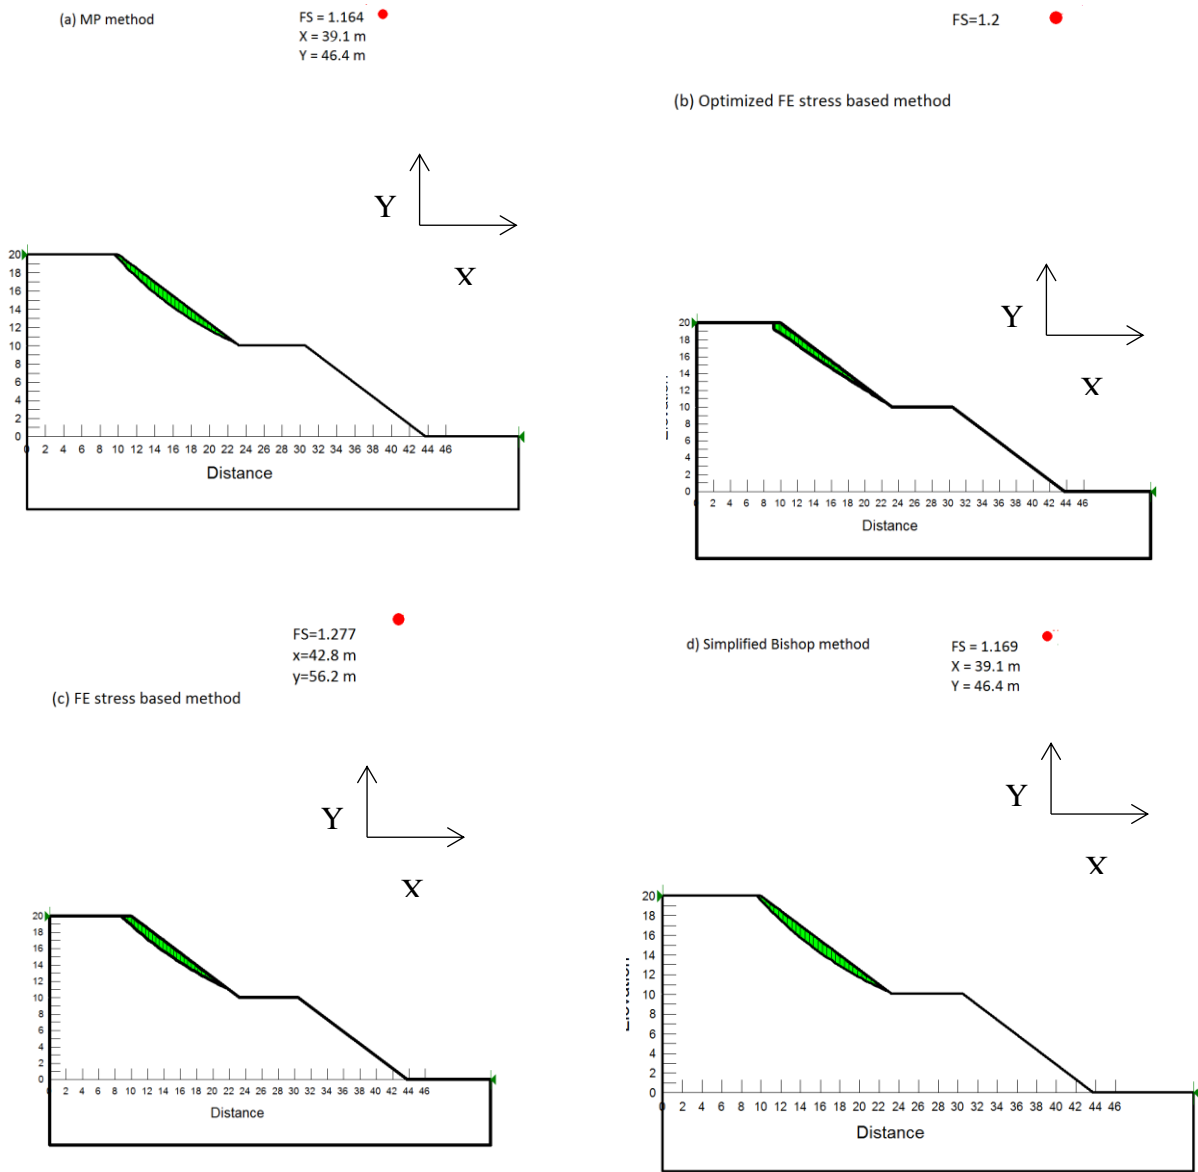 (a) MP method
FS = 1.164
X = 39.1 m
Y = 46.4 m
Y
X
20
18
16
14
12
10
8
6
4
2
0
0 2 4 6 8 10 12 14 16 18 20 22 24 26 28 30 32 34 36 38 40 42 44 46
Distance
FS=1.2
(b) Optimized FE stress based method
Y
X
20
18
16
14
12
10
8
6
4
2
0
2 4 6 8 10 12 14 16 18 20 22 24 26 28 30 32 34 36 38 40 42 44 46
Distance
FS=1.277
x=42.8 m
y=56.2 m
(c) FE stress based method
Y
X
20
18
16
14
12
10
8
6
4
2
0
2 4 6 8 10 12 14 16 18 20 22 24 26 28 30 32 34 36 38 40 42 44 46
Distance
d) Simplified Bishop method
FS = 1.169
X = 39.1 m
Y = 46.4 m
Y
X
20
18
16
14
12
10
8
6
4
2
0
0 2 4 6 8 10 12 14 16 18 20 22 24 26 28 30 32 34 36 38 40 42 44 46
Distance